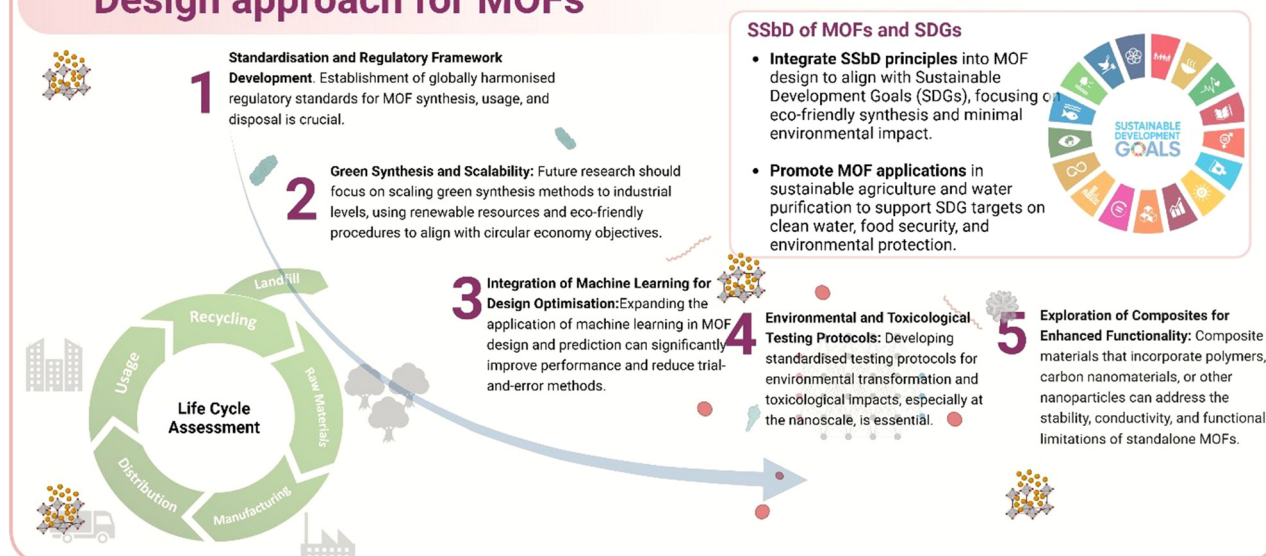 Design approach for MOFs
1
Standardisation and Regulatory Framework
Development. Establishment of globally harmonised
regulatory standards for MOF synthesis, usage, and
disposal is crucial.
2
Green Synthesis and Scalability: Future research should
focus on scaling green synthesis methods to industrial
levels, using renewable resources and eco-friendly
procedures to align with circular economy objectives.
3
Integration of Machine Learning for
Design Optimisation:Expanding the
application of machine learning in MOF
design and prediction can significantly
improve performance and reduce trial-
and-error methods.
4
Environmental and Toxicological
Testing Protocols: Developing
standardised testing protocols for
environmental transformation and
toxicological impacts, especially at
the nanoscale, is essential.
5
Exploration of Composites for
Enhanced Functionality: Composite
materials that incorporate polymers,
carbon nanomaterials, or other
nanoparticles can address the
stability, conductivity, and functional
limitations of standalone MOFs.
SSbD of MOFs and SDGs
• Integrate SSbD principles into MOF
design to align with Sustainable
Development Goals (SDGs), focusing on
eco-friendly synthesis and minimal
environmental impact.
• Promote MOF applications in
sustainable agriculture and water
purification to support SDG targets on
clean water, food security, and
environmental protection.
SUSTAINABLE
DEVELOPMENT
GOALS
Landfill
Recycling
Raw Materials
Manufacturing
Distribution
Usage
Life Cycle
Assessment